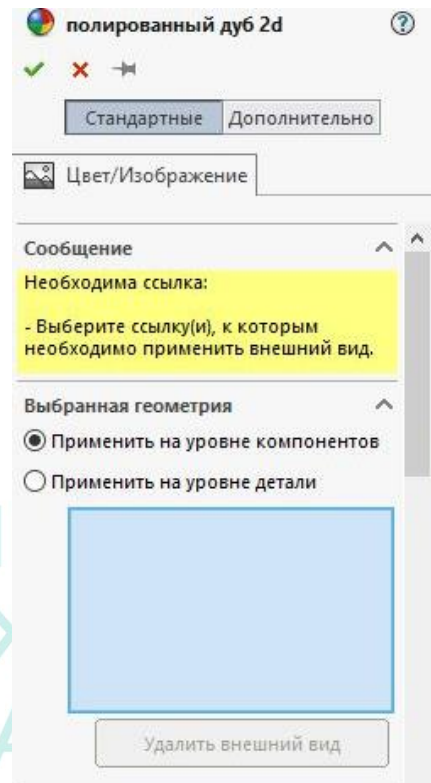 полированный дуб 2d
Стандартные Дополнительно
Цвет/Изображение
Сообщение
Необходима ссылка:
- Выберите ссылку(и), к которым
необходимо применить внешний вид.
Выбранная геометрия
Применить на уровне компонентов
Применить на уровне детали
Удалить внешний вид